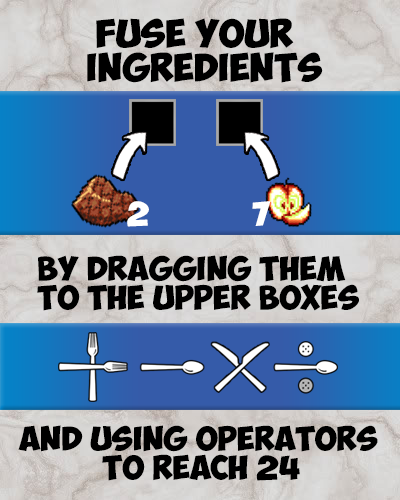 FUSE YOUR
INGREDIENTS
2 7
BY DRAGGING THEM
TO THE UPPER BOXES
AND USING OPERATORS
TO REACH 24